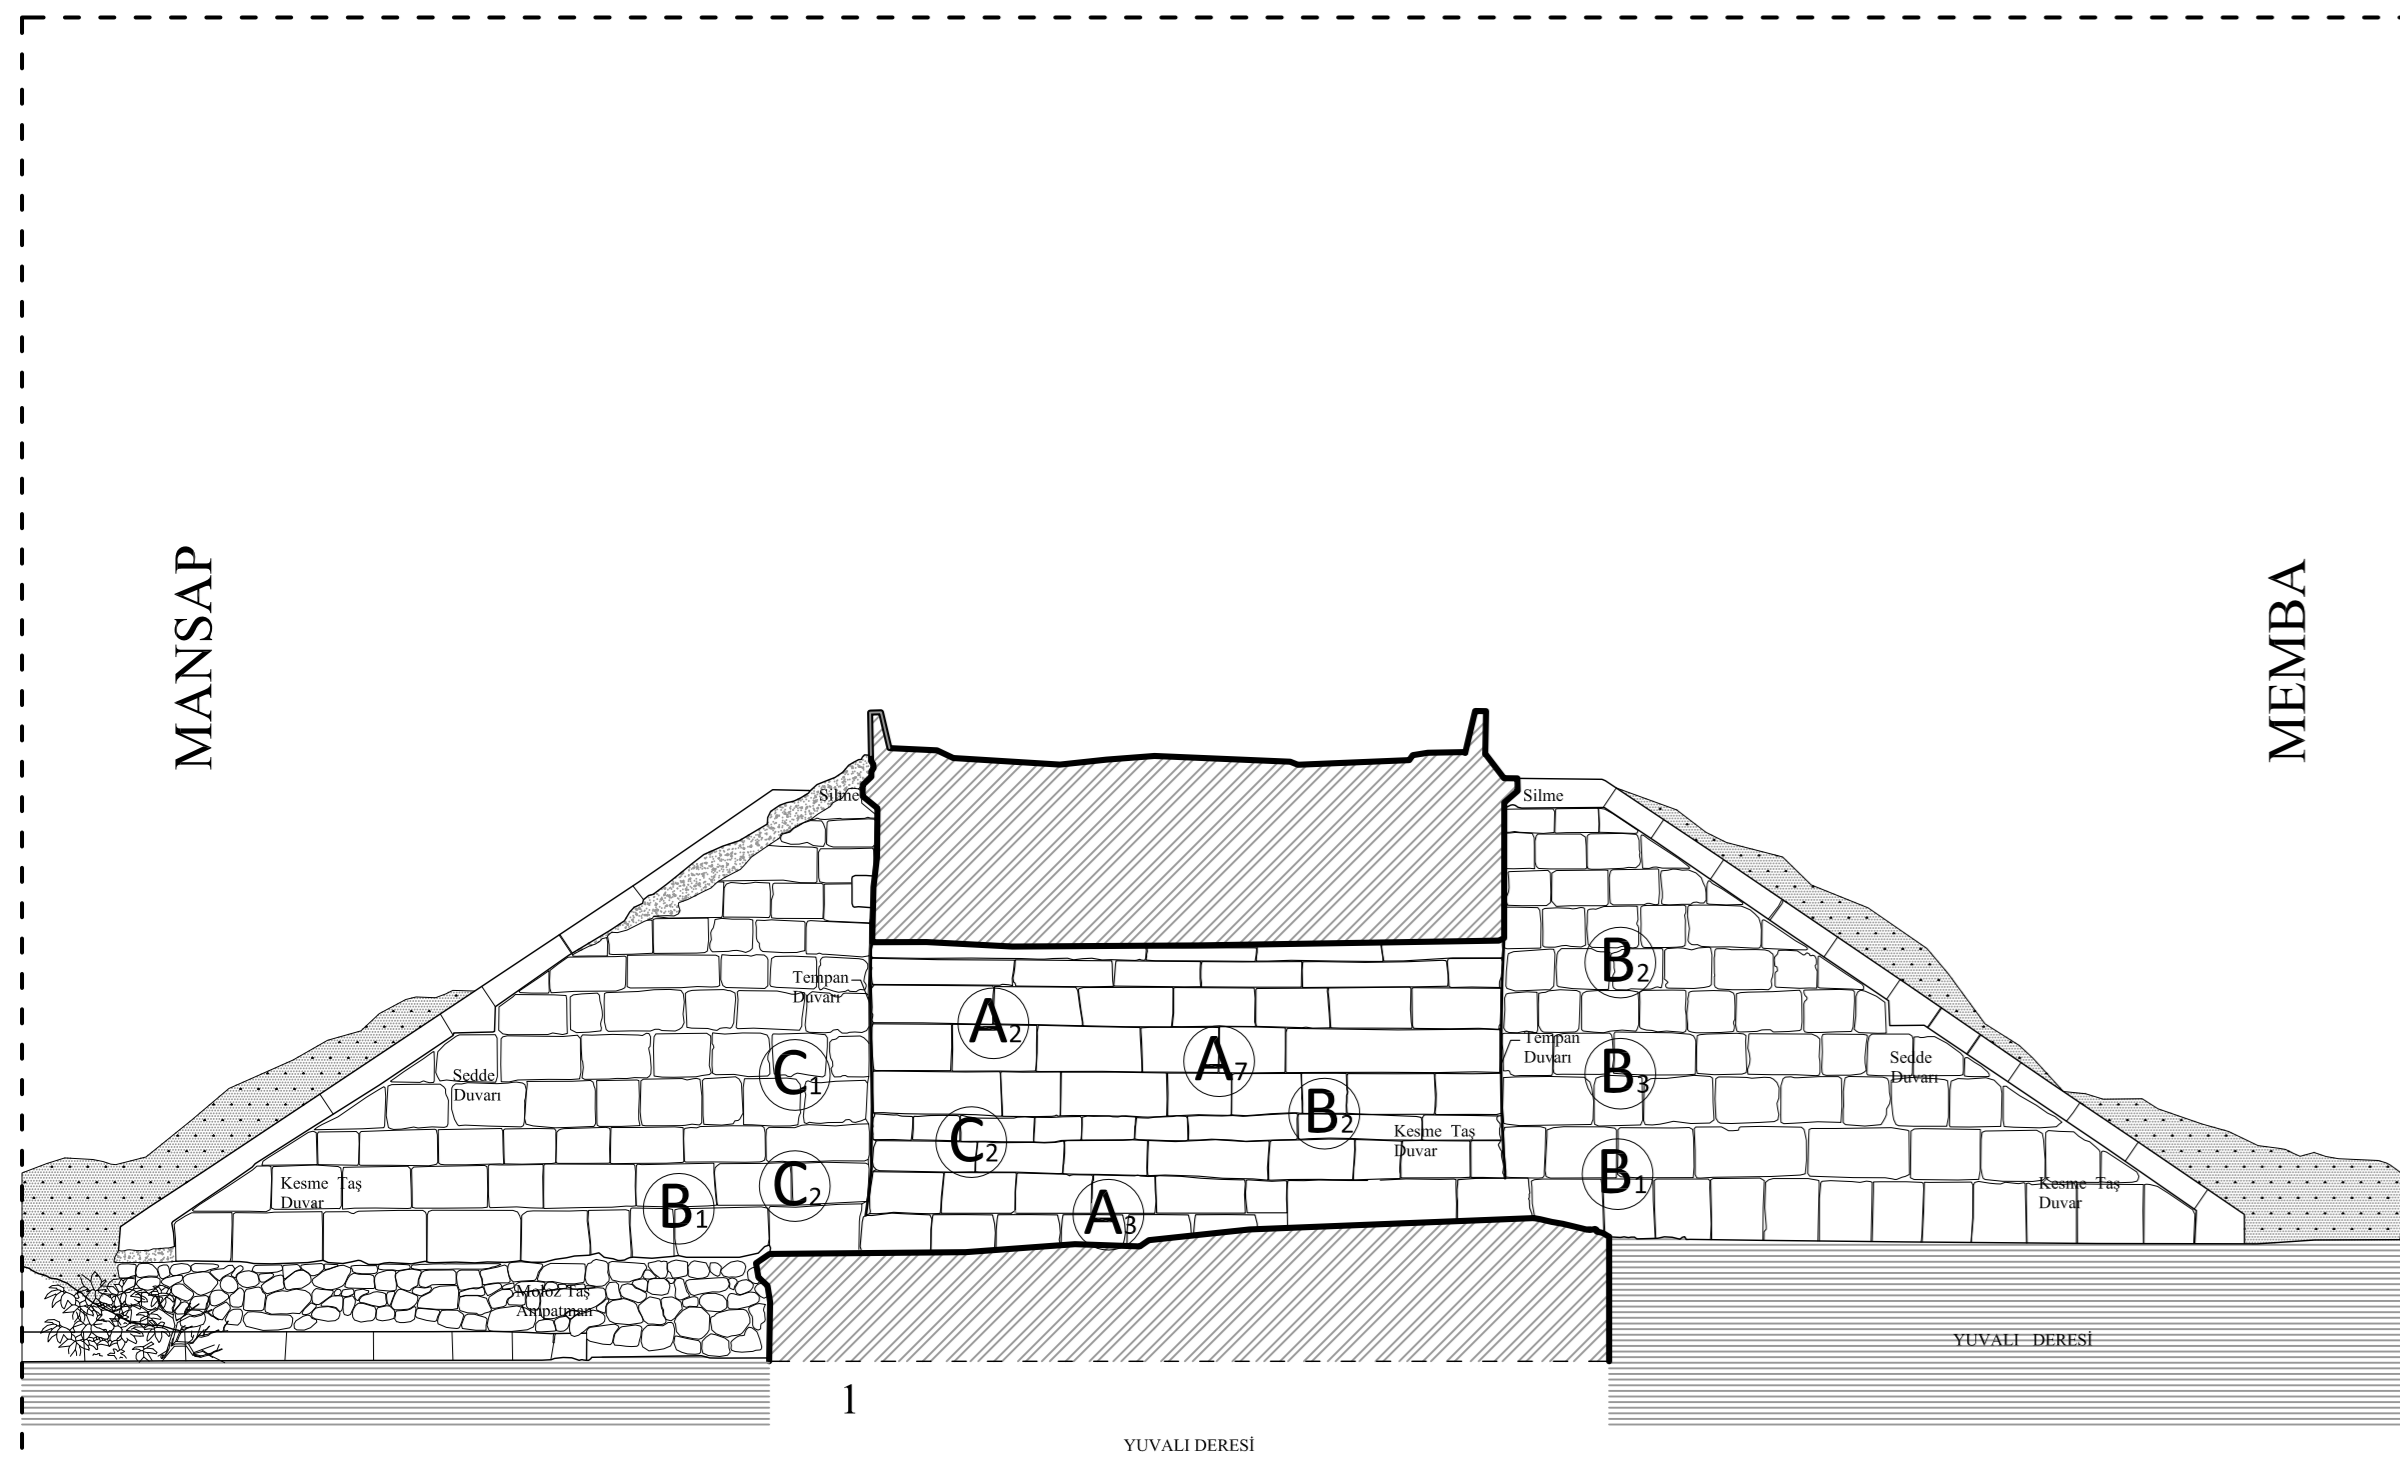 MANSAP
MEMBA
Silme
Silme
B2
Tempan
Duvarı
A2
C1
A7
Tempan
Duvarı
B3
Sedde
Duvarı
Sedde
Duvarı
B2
C2
Kesme Taş
Duvar
B1
Kesme Taş
Duvar
C2
B1
A3
Kesme Taş
Duvar
Moloz Taş
Ampatman
YUVALI DERESİ
1
YUVALI DERESİ